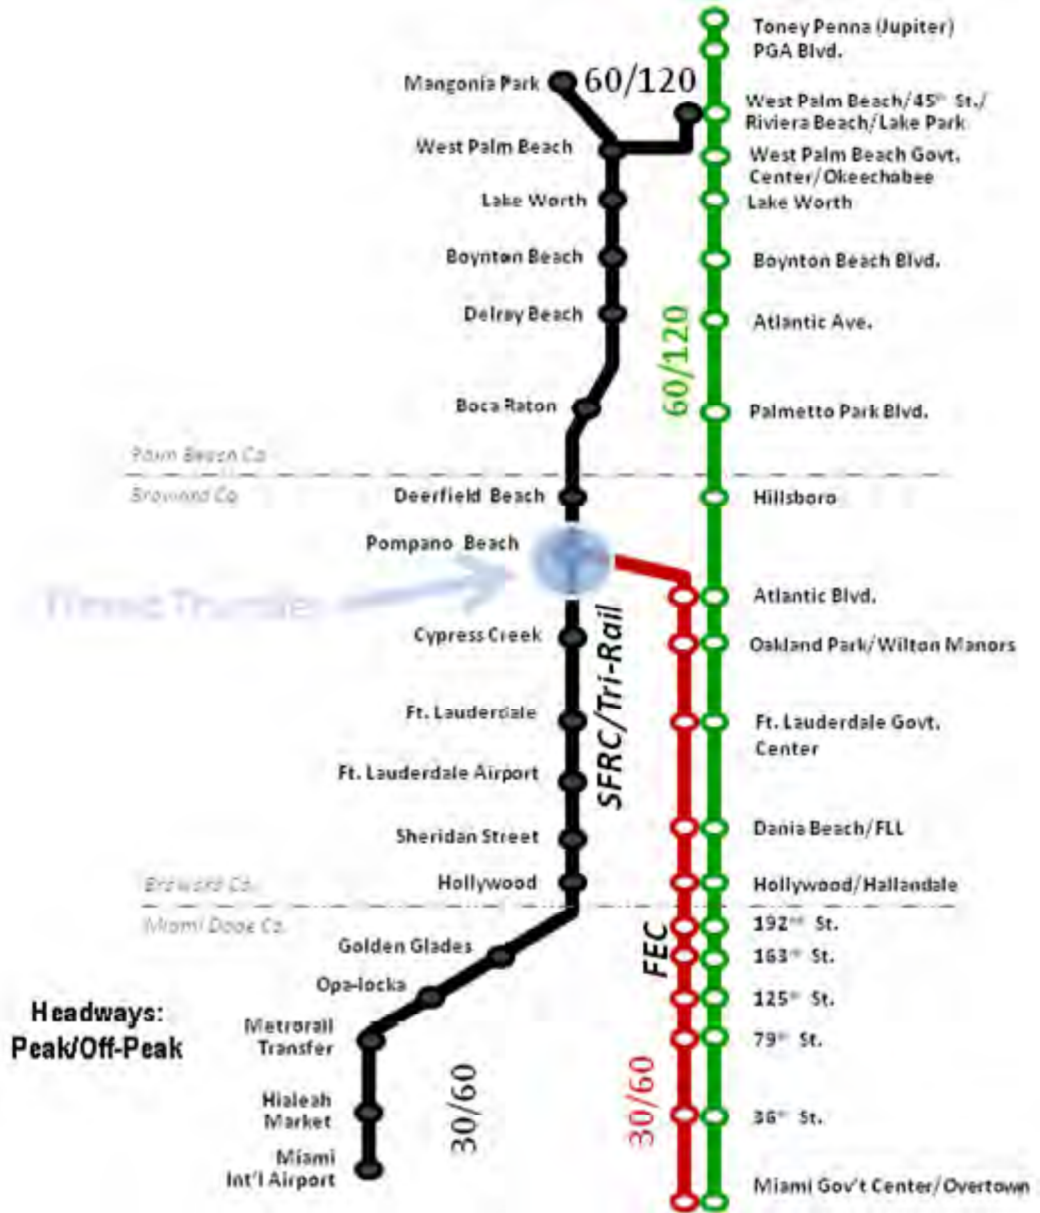 Toney Penna (Jupiter)
PGA Blvd.
Mangonia Park
60/120
West Palm Beach/45th St./
Riviera Beach/Lake Park
West Palm Beach
West Palm Beach Govt.
Center/Okeechobee
Lake Worth
Lake Worth
Boynton Beach
Boynton Beach Blvd.
Delray Beach
Atlantic Ave.
60/120
Boca Raton
Palmetto Park Blvd.
Palm Beach Co
Broward Co
Deerfield Beach
Hillsboro
Pompano Beach
Timed Transfer
Atlantic Blvd.
Cypress Creek
Oakland Park/Wilton Manors
SFRC/Tri-Rail
Ft. Lauderdale
Ft. Lauderdale Govt.
Center
Ft. Lauderdale Airport
Sheridan Street
Dania Beach/FLL
Hollywood
Hollywood/Hallandale
Broward Co.
Miami Dade Co.
192nd St.
Golden Glades
FEC
163rd St.
Opa-locka
125th St.
Headways:
Peak/Off-Peak
Metrorail
Transfer
79th St.
30/60
30/60
Hialeah
Market
36th St.
Miami
Int'l Airport
Miami Gov't Center/Overtown